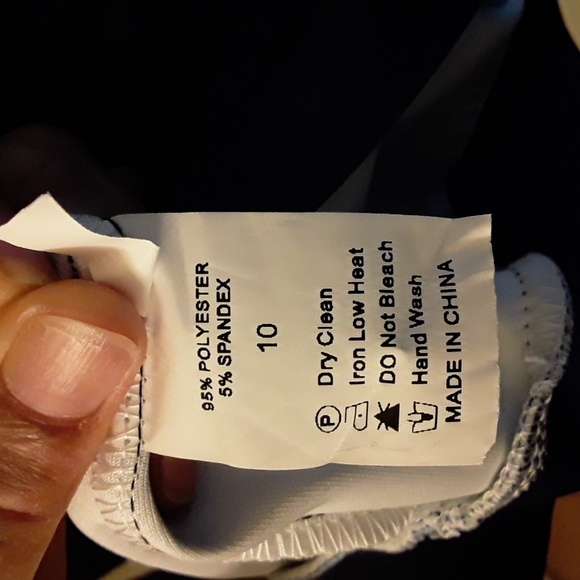 95% POLYESTER
5% SPANDEX
10
P Dry Clean
Iron Low Heat
DO Not Bleach
Hand Wash
MADE IN CHINA